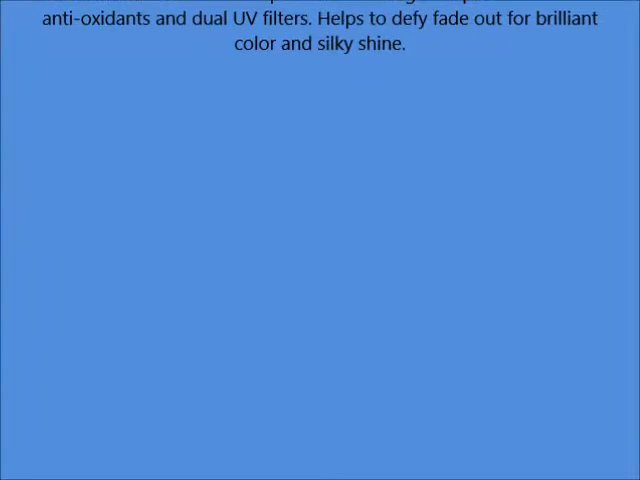 anti-oxidants and dual UV filters. Helps to defy fade out for brilliant
color and silky shine.